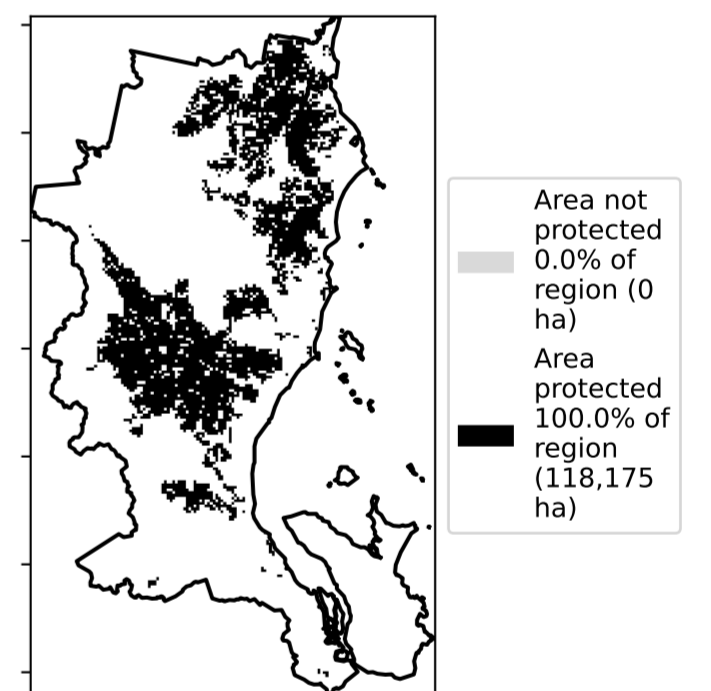 Area not
protected
0.0% of
region (0
ha)
Area
protected
100.0% of
region
(118,175
ha)